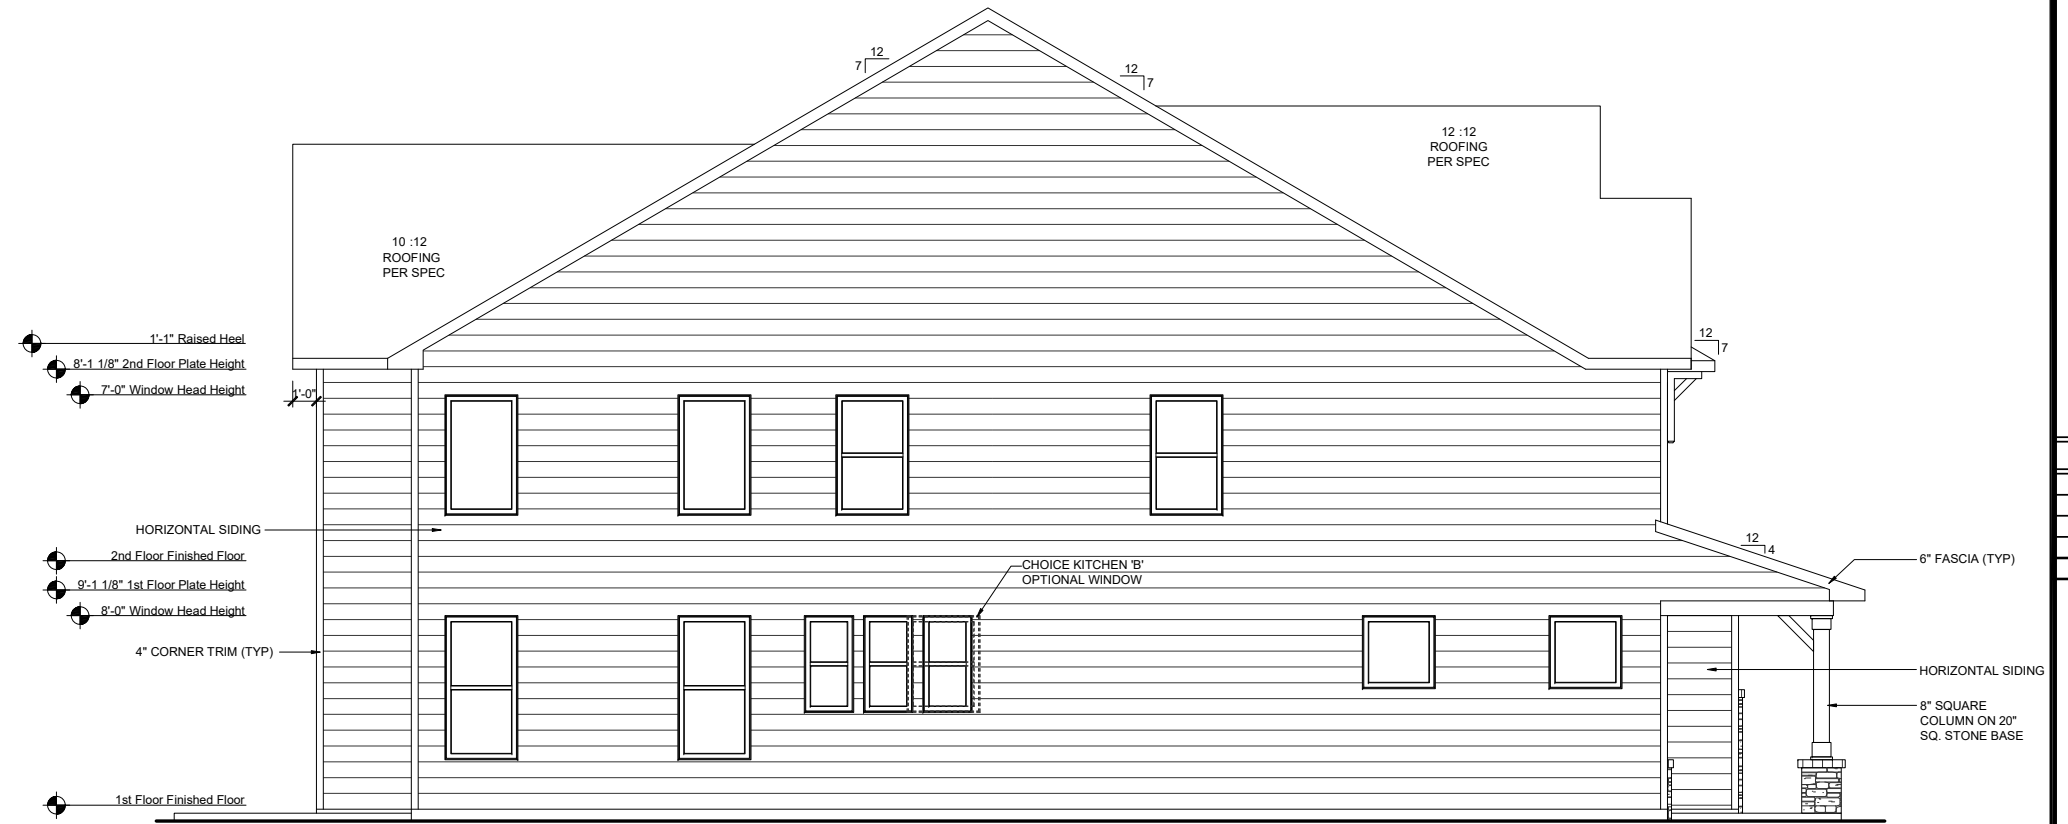 12
7
12
7
12 :12
ROOFING
PER SPEC
10 :12
ROOFING
PER SPEC
1'-1" Raised Heel
8'-1 1/8" 2nd Floor Plate Height
7'-0" Window Head Height
1'-0"
12
7
HORIZONTAL SIDING
2nd Floor Finished Floor
9'-1 1/8" 1st Floor Plate Height
8'-0" Window Head Height
4" CORNER TRIM (TYP)
1st Floor Finished Floor
CHOICE KITCHEN 'B'
OPTIONAL WINDOW
12
4
6" FASCIA (TYP)
HORIZONTAL SIDING
8" SQUARE
COLUMN ON 20"
SQ. STONE BASE